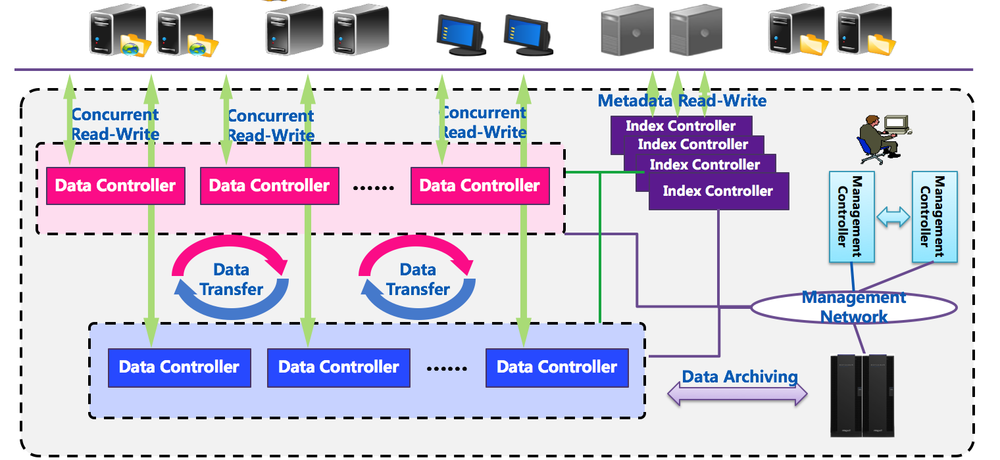 Concurrent
Read-Write
Concurrent
Read-Write
Concurrent
Read-Write
Metadata Read-Write
Index Controller
Index Controller
Index Controller
Index Controller
Data Controller
Data Controller
......
Data Controller
Management
Controller
Management
Controller
Data
Transfer
Data
Transfer
Management
Network
Data Controller
Data Controller
......
Data Controller
Data Archiving